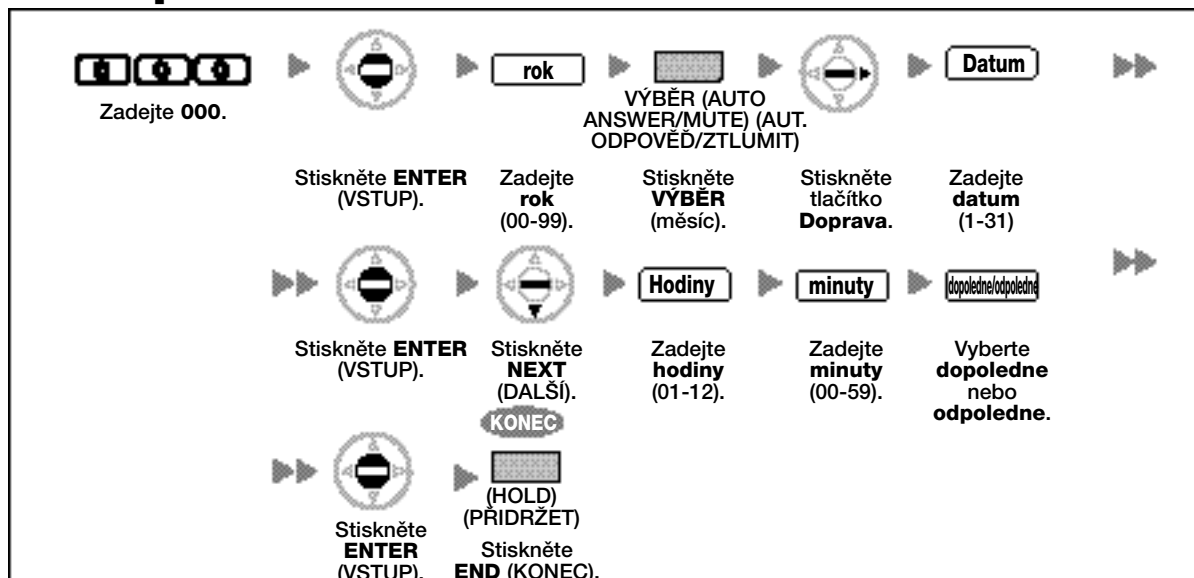 000
rok
Datum
Zadejte 000.
VÝBĚR (AUTO
ANSWER/MUTE) (AUT.
ODPOVĚĎ/ZTLUMIT)
Stiskněte ENTER
(VSTUP).
Zadejte
rok
(00-99).
Stiskněte
VÝBĚR
(měsíc).
Stiskněte
tlačítko
Doprava.
Zadejte
datum
(1-31)
Hodiny
minuty
dopoledne/odpoledne
Stiskněte ENTER
(VSTUP).
Stiskněte
NEXT
(DALŠÍ).
Zadejte
hodiny
(01-12).
Zadejte
minuty
(00-59).
Vyberte
dopoledne
nebo
odpoledne.
KONEC
(HOLD)
(PŘIDRŽET)
Stiskněte
ENTER
(VSTUP).
Stiskněte
END (KONEC).